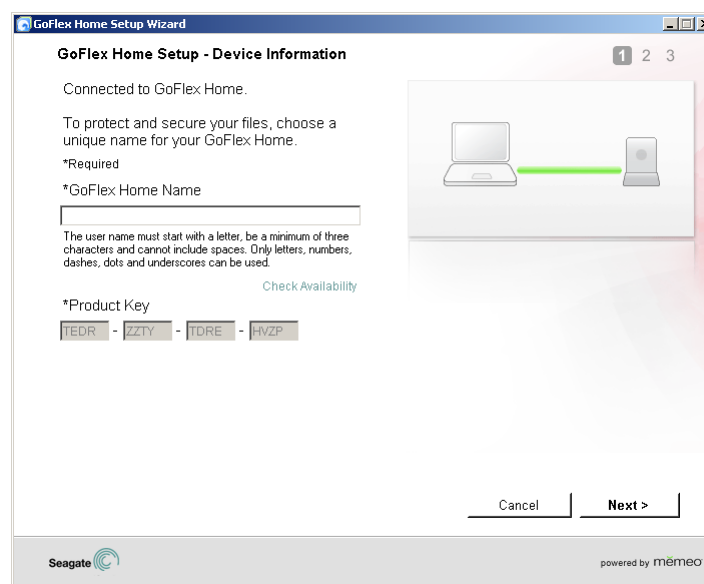 GoFlex Home Setup Wizard
GoFlex Home Setup - Device Information
1 2 3
Connected to GoFlex Home.
To protect and secure your files, choose a
unique name for your GoFlex Home.
*Required
*GoFlex Home Name
The user name must start with a letter, be a minimum of three
characters and cannot include spaces. Only letters, numbers,
dashes, dots and underscores can be used.
Check Availability
*Product Key
TEDR - ZZTY - TDRE - HVZP
Cancel Next >
Seagate powered by memeo